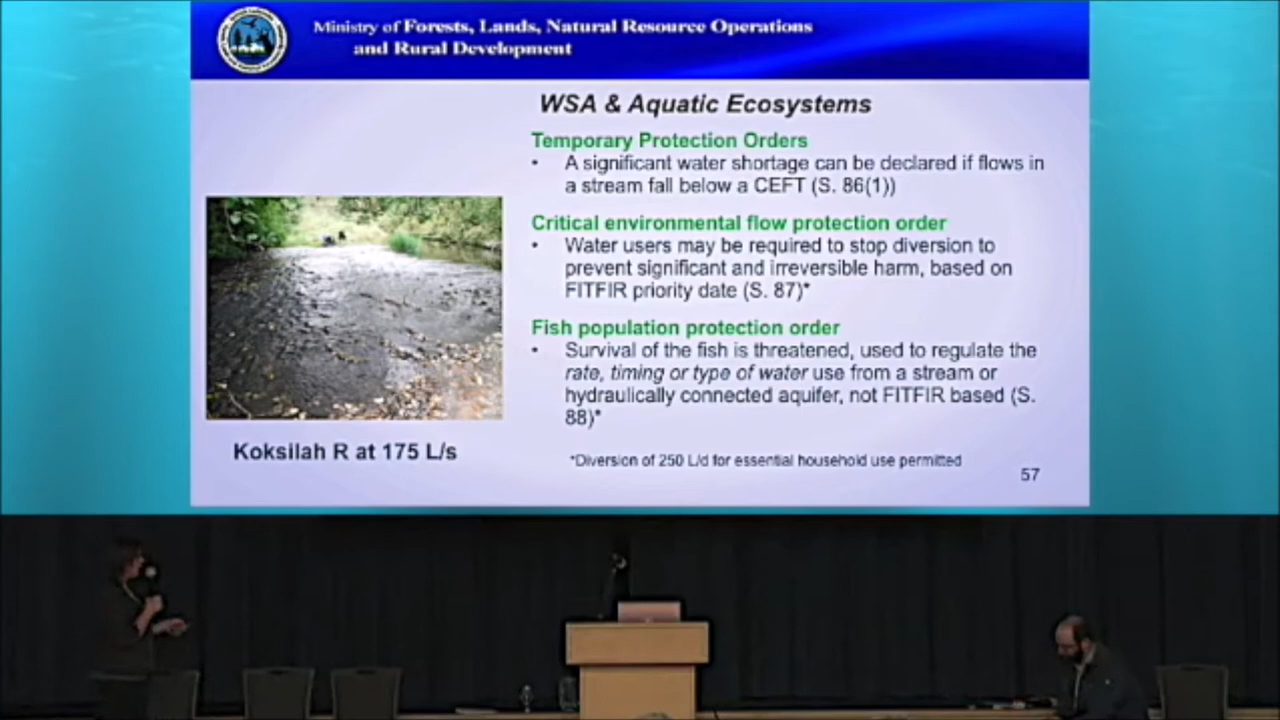 Ministry of Forests, Lands, Natural Resource Operations
and Rural Development
WSA & Aquatic Ecosystems
Temporary Protection Orders
• A significant water shortage can be declared if flows in
a stream fall below a CEFT (S. 86(1))
Critical environmental flow protection order
• Water users may be required to stop diversion to
prevent significant and irreversible harm, based on
FITFIR priority date (S. 87)*
Fish population protection order
• Survival of the fish is threatened, used to regulate the
rate, timing or type of water use from a stream or
hydraulically connected aquifer, not FITFIR based (S.
88)*
Koksilah R at 175 L/s
*Diversion of 250 L/d for essential household use permitted
57